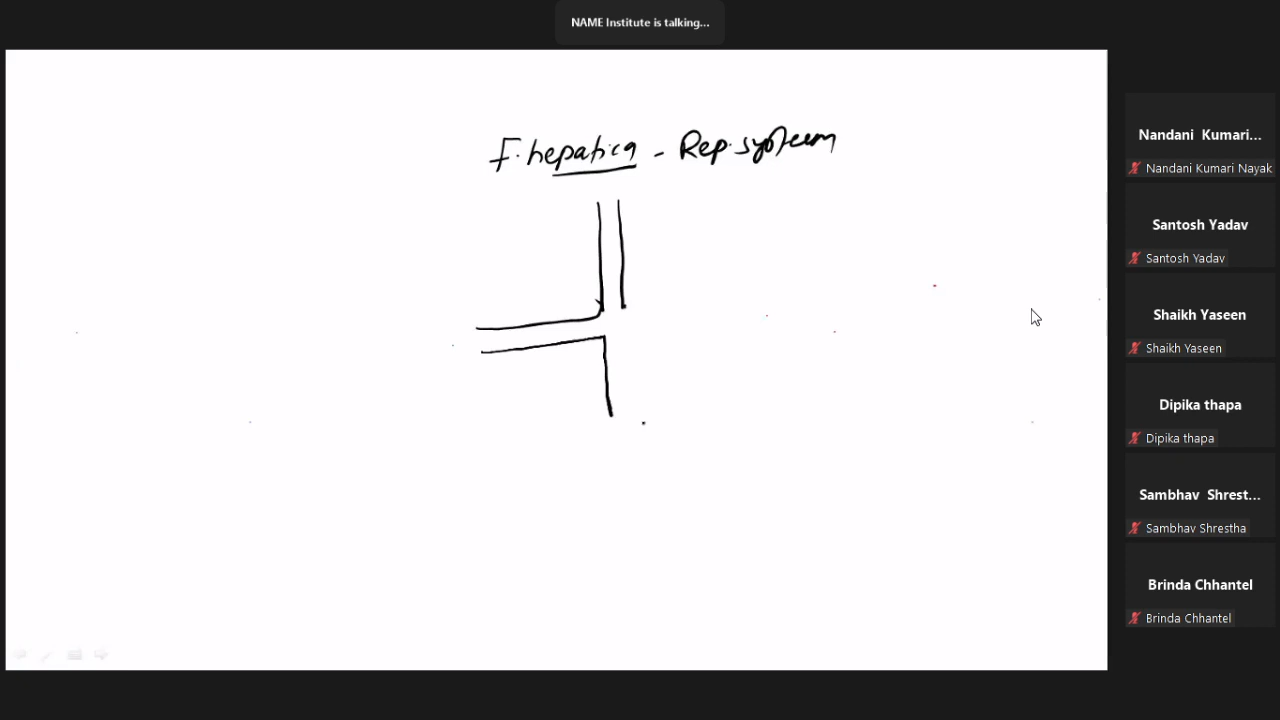 NAME Institute is talking...
F. hepatica - Rep. system
Nandani Kumari...
Nandani Kumari Nayak
Santosh Yadav
Santosh Yadav
Shaikh Yaseen
Shaikh Yaseen
Dipika thapa
Dipika thapa
Sambhav Shrest...
Sambhav Shrestha
Brinda Chhantel
Brinda Chhantel